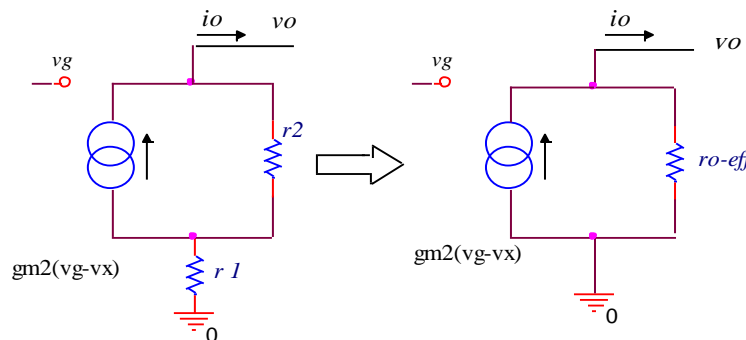 io
vo
vg
r2
gm2(vg-vx)
r 1
0
io
vo
vg
ro-eff
gm2(vg-vx)
0